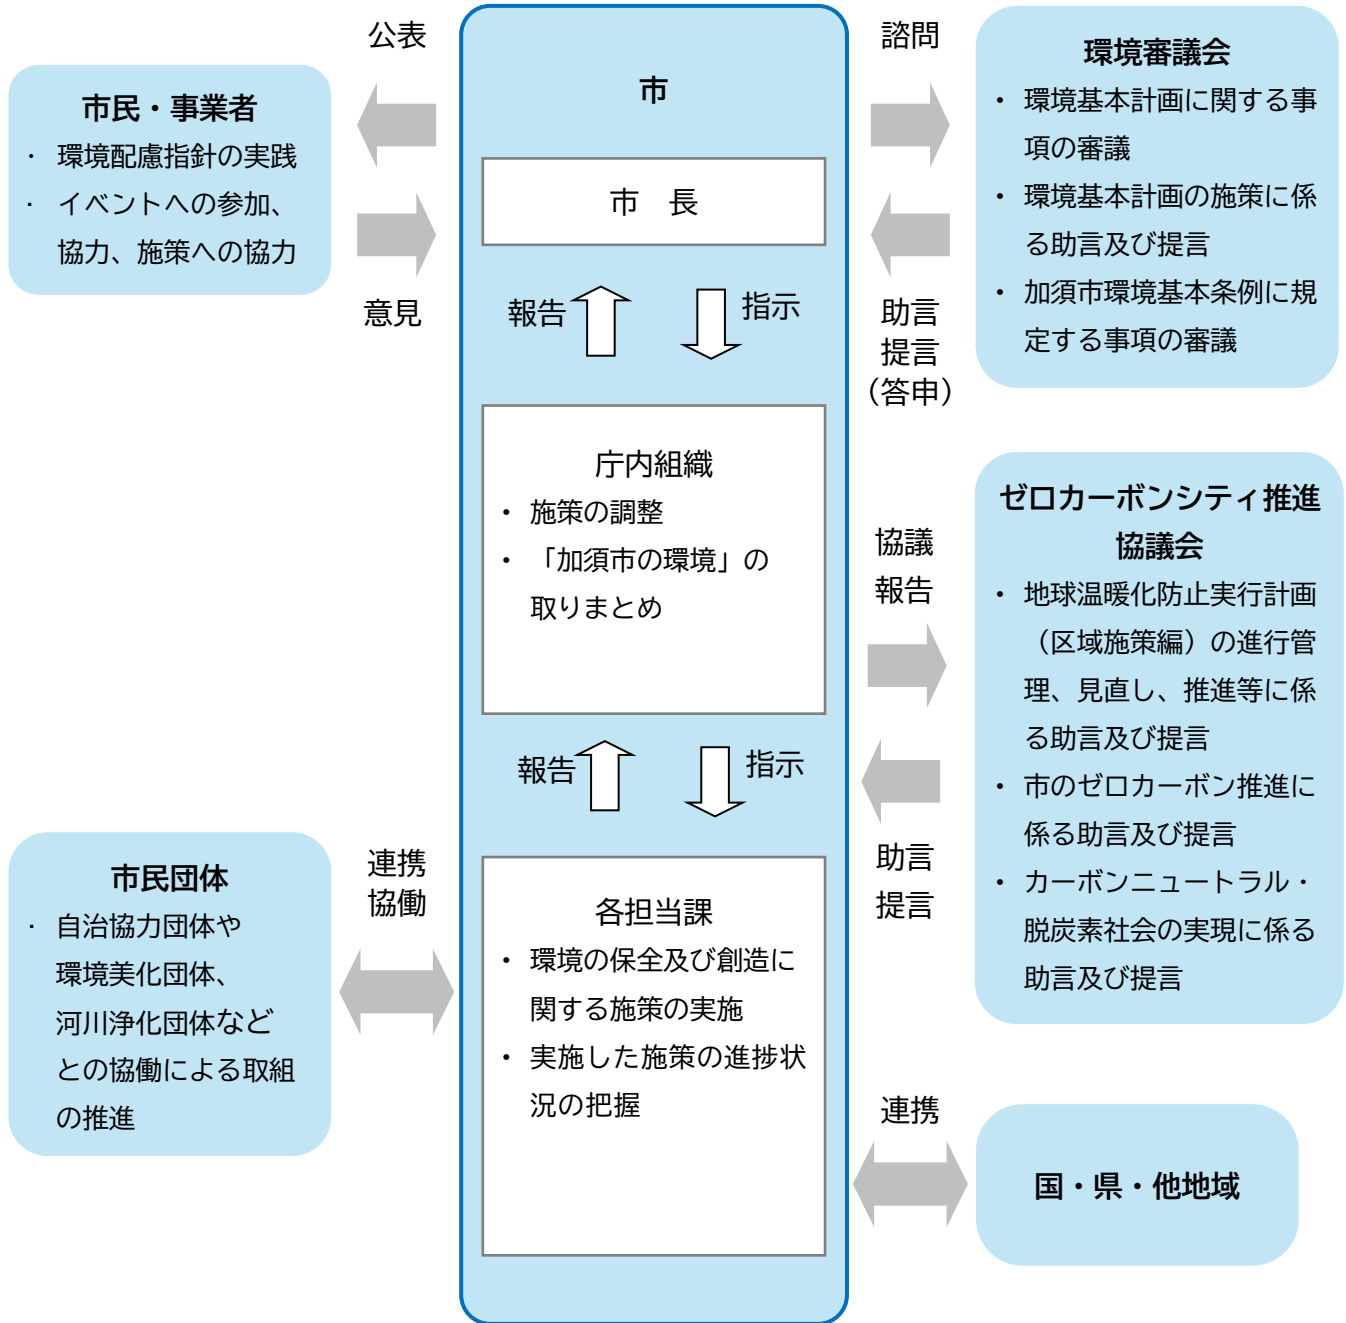 公表
市民・事業者
・ 環境配慮指針の実践
・ イベントへの参加、
協力、施策への協力
意見
市
市　長
報告
指示
庁内組織
・ 施策の調整
・ 「加須市の環境」の
取りまとめ
報告
指示
各担当課
・ 環境の保全及び創造に
関する施策の実施
・ 実施した施策の進捗状
況の把握
諮問
環境審議会
・ 環境基本計画に関する事
項の審議
・ 環境基本計画の施策に係
る助言及び提言
・ 加須市環境基本条例に規
定する事項の審議
助言
提言
（答申）
ゼロカーボンシティ推進
協議会
・ 地球温暖化防止実行計画
（区域施策編）の進行管
理、見直し、推進等に係
る助言及び提言
・ 市のゼロカーボン推進に
係る助言及び提言
・ カーボンニュートラル・
脱炭素社会の実現に係る
助言及び提言
協議
報告
助言
提言
連携
協働
市民団体
・ 自治協力団体や
環境美化団体、
河川浄化団体など
との協働による取組
の推進
連携
国・県・他地域